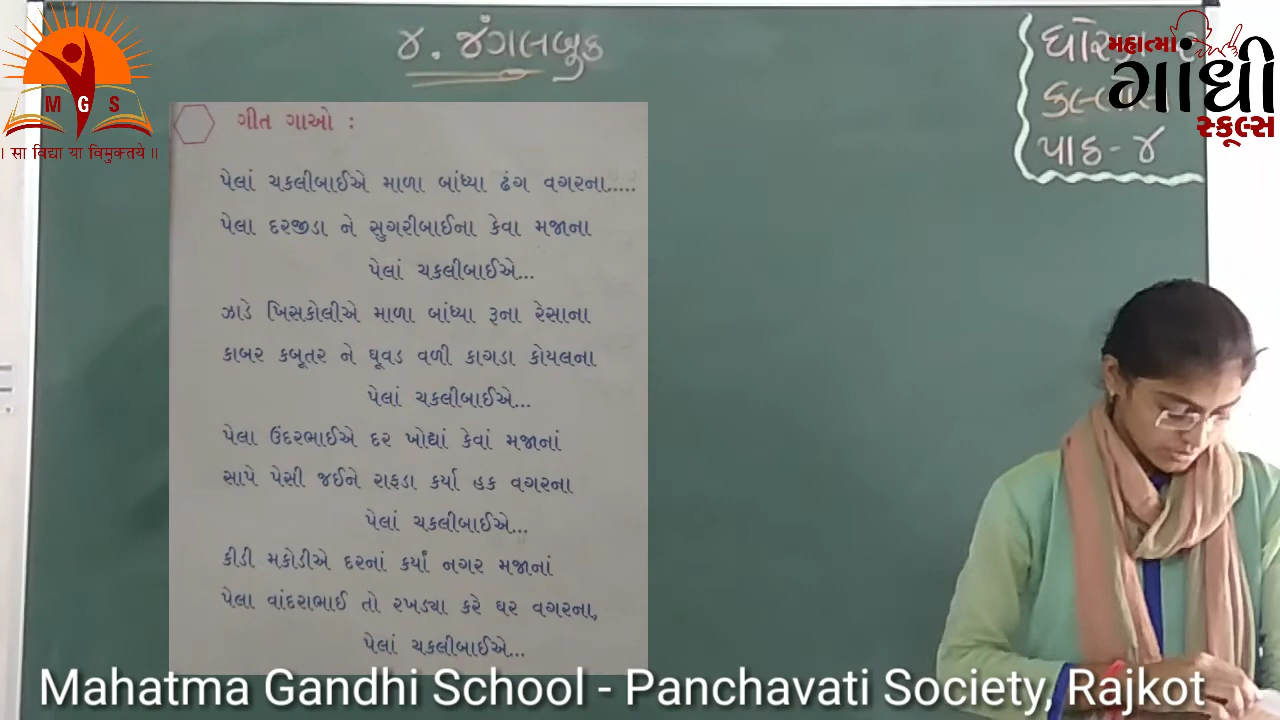 ૪. જંગલબુક
ધોરણ
કલ્લોલ
પાઠ - ૪
મહાત્મા
ગાંધી
સ્કૂલ્સ
M G S
। सा विद्या या विमुक्तये ॥
ગીત ગાઓ :
પેલાં ચકલીબાઈએ માળા બાંધ્યા ઢંગ વગરના.....
પેલા દરજીડા ને સુગરીબાઈના કેવા મજાના
પેલાં ચકલીબાઈએ...
ઝાડે ખિસકોલીએ માળા બાંધ્યા રૂના રેસાના
કાબર કબૂતર ને ઘૂવડ વળી કાગડા કોયલના
પેલાં ચકલીબાઈએ...
પેલા ઉંદરભાઈએ દર ખોદ્યાં કેવાં મજાનાં
સાપે પેસી જઈને રાફડા કર્યા હક વગરના
પેલાં ચકલીબાઈએ...
કીડી મકોડીએ દરનાં કર્યાં નગર મજાનાં
પેલા વાંદરાભાઈ તો રખડ્યા કરે ઘર વગરના,
પેલાં ચકલીબાઈએ...
Mahatma Gandhi School - Panchavati Society, Rajkot